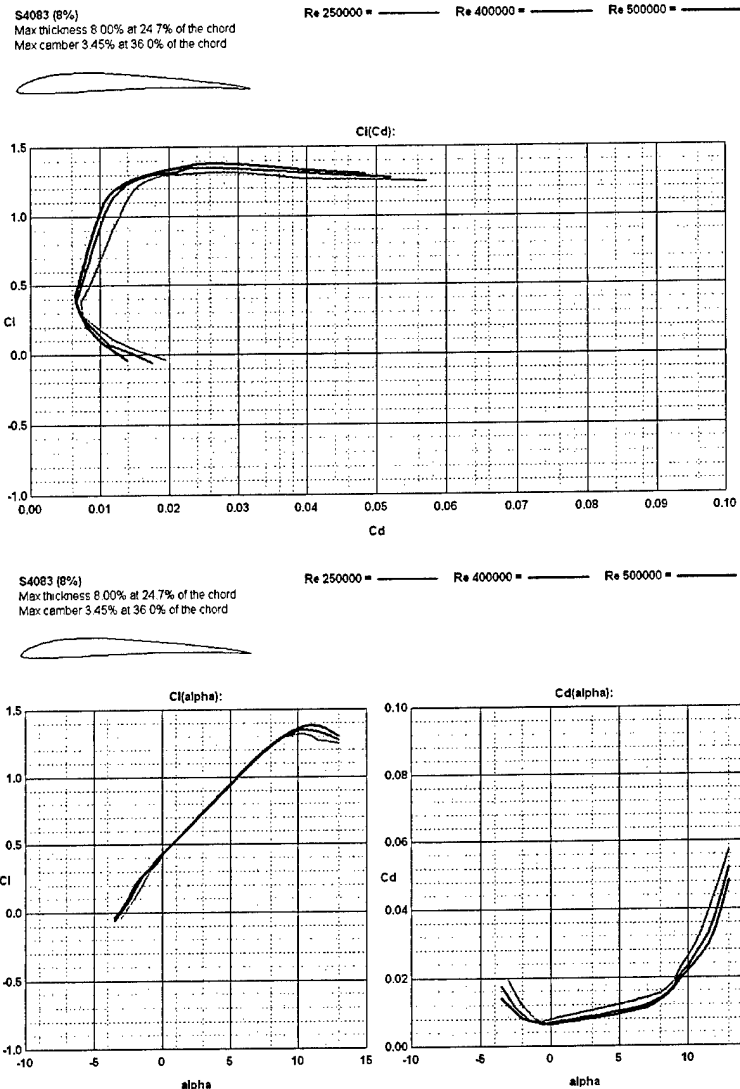 S4083 (8%)
Max thickness 8.00% at 24.7% of the chord
Max camber 3.45% at 36.0% of the chord
Re 250000 = Re 400000 = Re 500000 =
Cl(Cd):
1.5
1.0
0.5
Cl
0.0
-0.5
-1.0
0.00 0.01 0.02 0.03 0.04 0.05 0.06 0.07 0.08 0.09 0.10
Cd
S4083 (8%)
Max thickness 8.00% at 24.7% of the chord
Max camber 3.45% at 36.0% of the chord
Re 250000 = Re 400000 = Re 500000 =
Cl(alpha):
1.5
1.0
0.5
Cl
0.0
-0.5
-1.0
-10 -5 0 5 10 15
alpha
Cd(alpha):
0.10
0.08
0.06
Cd
0.04
0.02
0.00
-10 -5 0 5 10
alpha